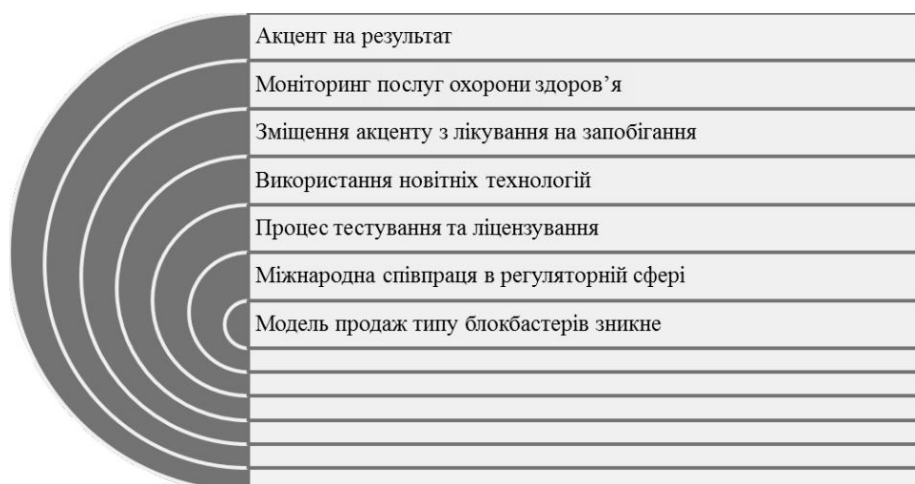 Акцент на результат
Моніторинг послуг охорони здоров’я
Зміщення акценту з лікування на запобігання
Використання новітніх технологій
Процес тестування та ліцензування
Міжнародна співпраця в регуляторній сфері
Модель продаж типу блокбастерів зникне